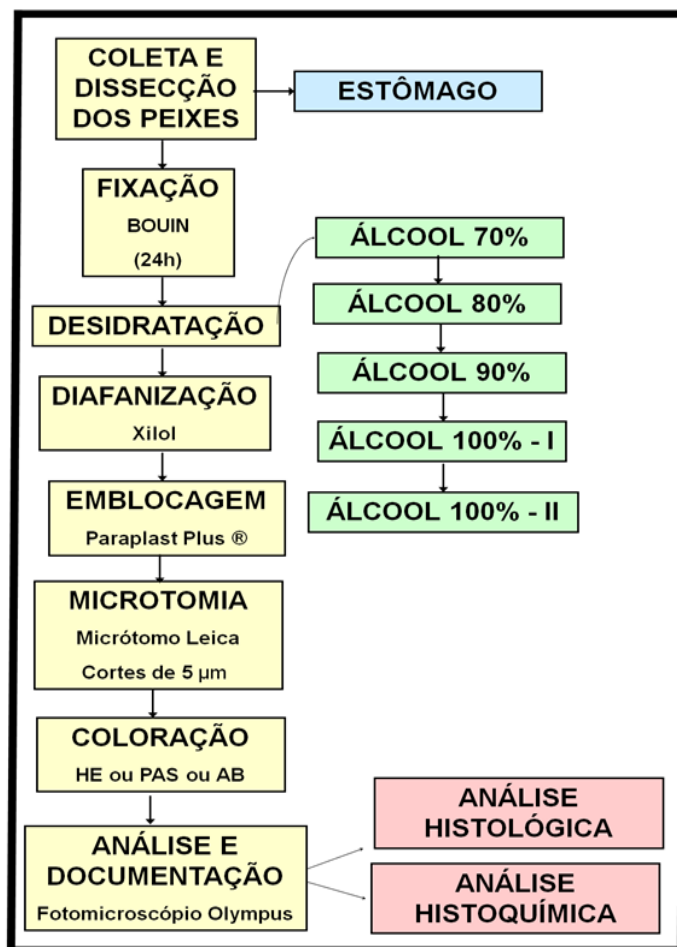 COLETA E
DISSECÇÃO
DOS PEIXES
ESTÔMAGO
FIXAÇÃO
BOUIN
(24h)
DESIDRATAÇÃO
ÁLCOOL 70%
ÁLCOOL 80%
ÁLCOOL 90%
ÁLCOOL 100% - I
ÁLCOOL 100% - II
DIAFANIZAÇÃO
Xilol
EMBLOCAGEM
Paraplast Plus ®
MICROTOMIA
Micrótomo Leica
Cortes de 5 µm
COLORAÇÃO
HE ou PAS ou AB
ANÁLISE E
DOCUMENTAÇÃO
Fotomicroscópio Olympus
ANÁLISE
HISTOLÓGICA
ANÁLISE
HISTOQUÍMICA